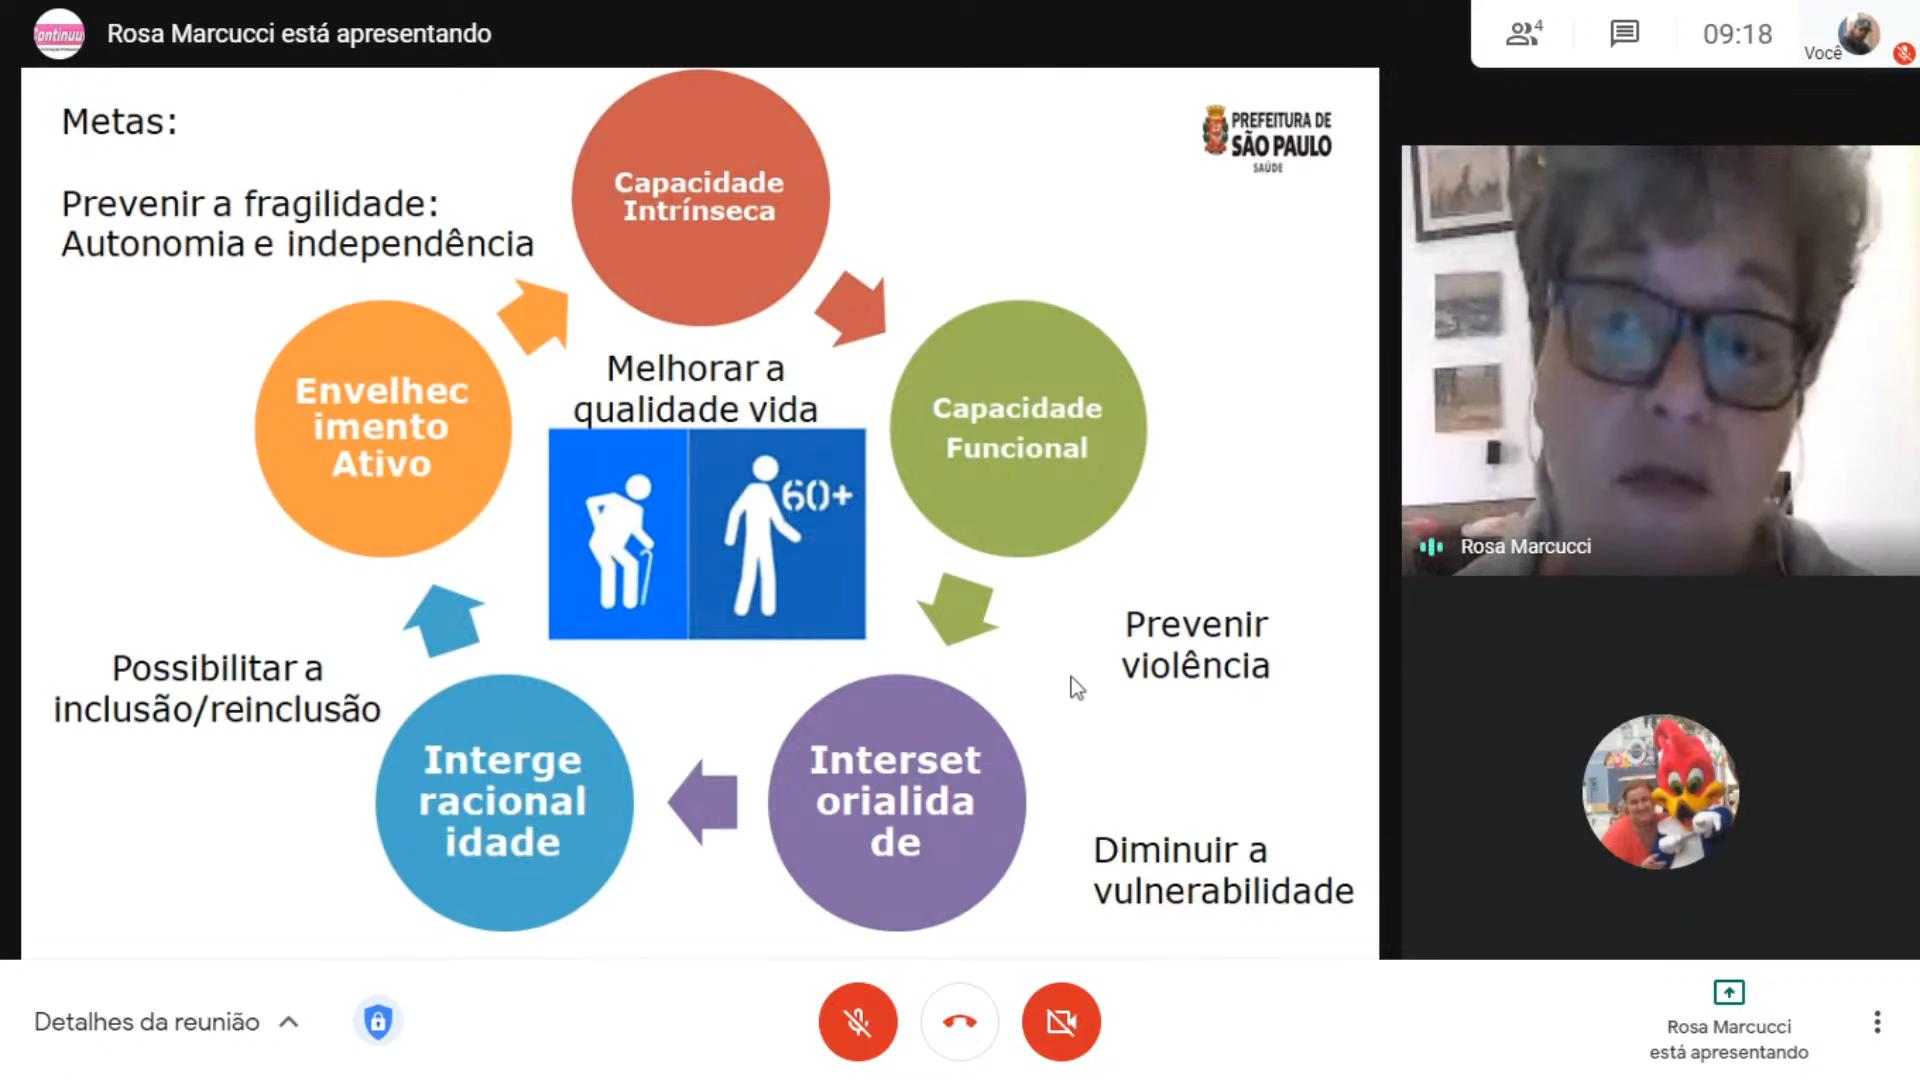 Rosa Marcucci está apresentando
4
09:18
Você
Metas:
Prevenir a fragilidade:
Autonomia e independência
Capacidade
Intrínseca
PREFEITURA DE
SÃO PAULO
SAÚDE
Envelhec
imento
Ativo
Melhorar a
qualidade vida
60+
Capacidade
Funcional
Rosa Marcucci
Prevenir
violência
Possibilitar a
inclusão/reinclusão
Interge
racional
idade
Interset
orialida
de
Diminuir a
vulnerabilidade
Detalhes da reunião
Rosa Marcucci
está apresentando